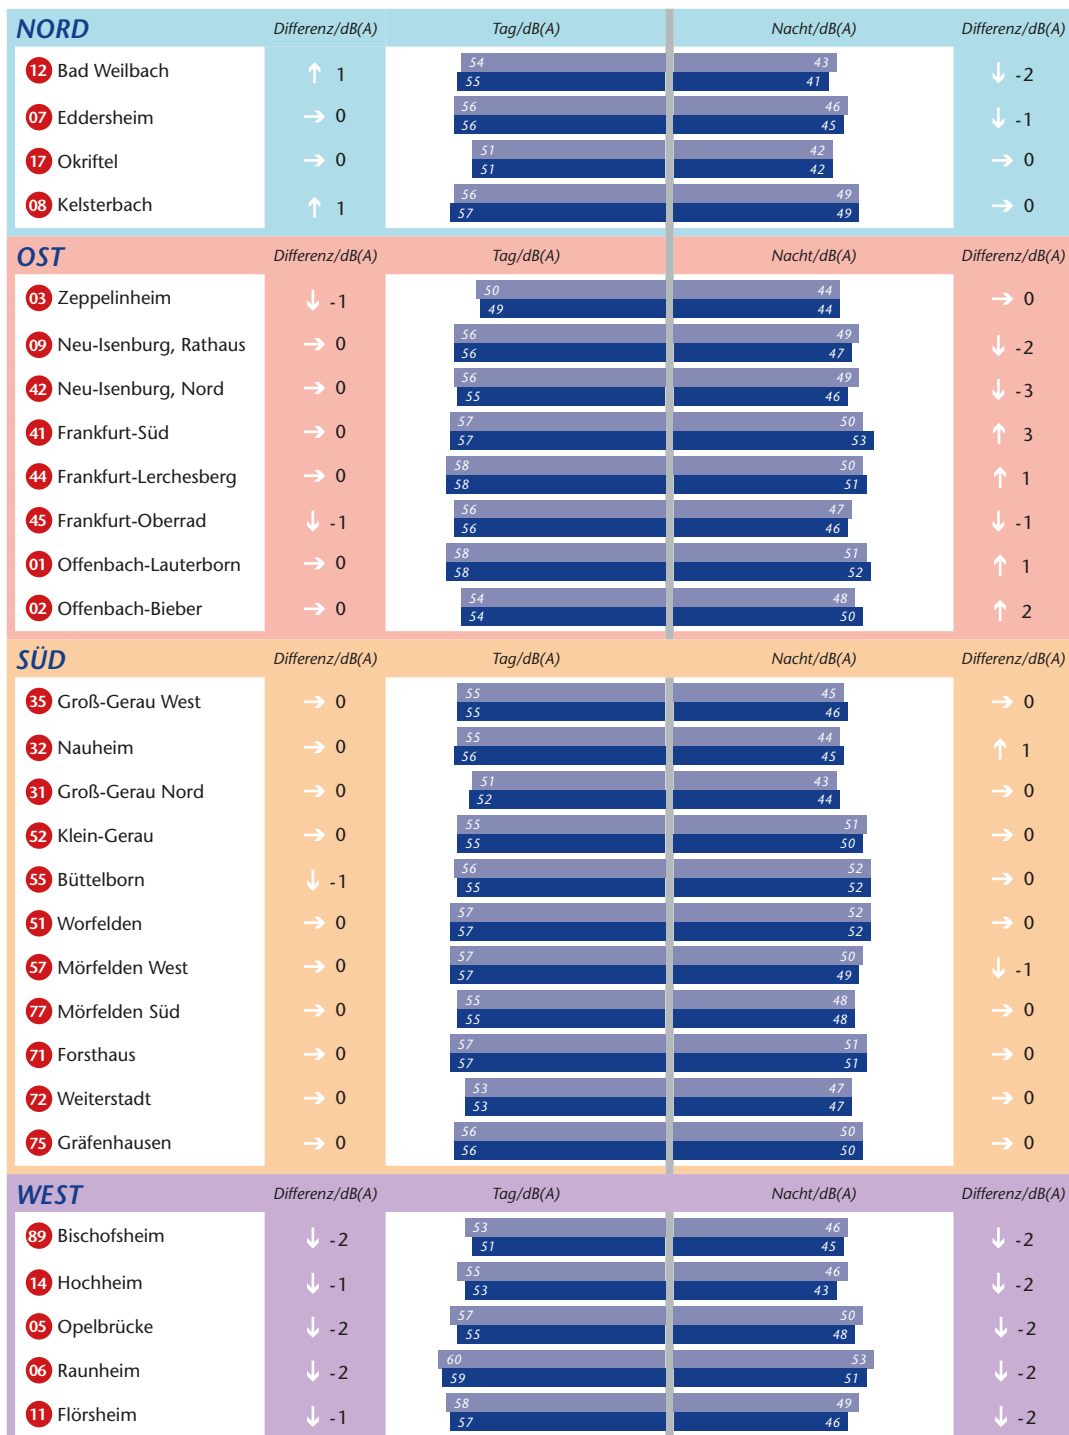 NORD Differenz/dB(A) Tag/dB(A) Nacht/dB(A) Differenz/dB(A)
12 Bad Weilbach 1 54 43 -2
55 41
07 Eddersheim 0 56 46 -1
56 45
17 Okriftel 0 51 42 0
51 42
08 Kelsterbach 1 56 49 0
57 49
OST Differenz/dB(A) Tag/dB(A) Nacht/dB(A) Differenz/dB(A)
03 Zeppelinheim -1 50 44 0
49 44
09 Neu-Isenburg, Rathaus 0 56 49 -2
56 47
42 Neu-Isenburg, Nord 0 56 49 -3
55 46
41 Frankfurt-Süd 0 57 50 3
57 53
44 Frankfurt-Lerchesberg 0 58 50 1
58 51
45 Frankfurt-Oberrad -1 56 47 -1
56 46
01 Offenbach-Lauterborn 0 58 51 1
58 52
02 Offenbach-Bieber 0 54 48 2
54 50
SÜD Differenz/dB(A) Tag/dB(A) Nacht/dB(A) Differenz/dB(A)
35 Groß-Gerau West 0 55 45 0
55 46
32 Nauheim 0 55 44 1
56 45
31 Groß-Gerau Nord 0 51 43 0
52 44
52 Klein-Gerau 0 55 51 0
55 50
55 Büttelborn -1 56 52 0
55 52
51 Worfelden 0 57 52 0
57 52
57 Mörfelden West 0 57 50 -1
57 49
77 Mörfelden Süd 0 55 48 0
55 48
71 Forsthaus 0 57 51 0
57 51
72 Weiterstadt 0 53 47 0
53 47
75 Gräfenhausen 0 56 50 0
56 50
WEST Differenz/dB(A) Tag/dB(A) Nacht/dB(A) Differenz/dB(A)
89 Bischofsheim -2 53 46 -2
51 45
14 Hochheim -1 55 46 -2
53 43
05 Opelbrücke -2 57 50 -2
55 48
06 Raunheim -2 60 53 -2
59 51
11 Flörsheim -1 58 49 -2
57 46